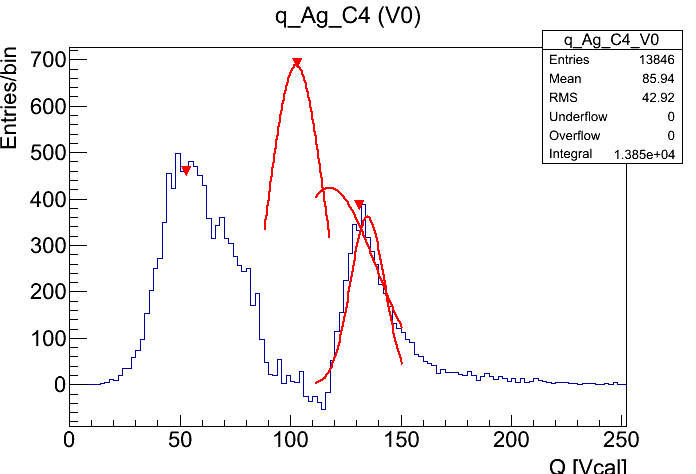 q_Ag_C4 (V0)
q_Ag_C4_V0
Entries 13846
Mean 85.94
RMS 42.92
Underflow 0
Overflow 0
Integral 1.385e+04
Entries/bin
700
600
500
400
300
200
100
0
0 50 100 150 200 250
Q [Vcal]